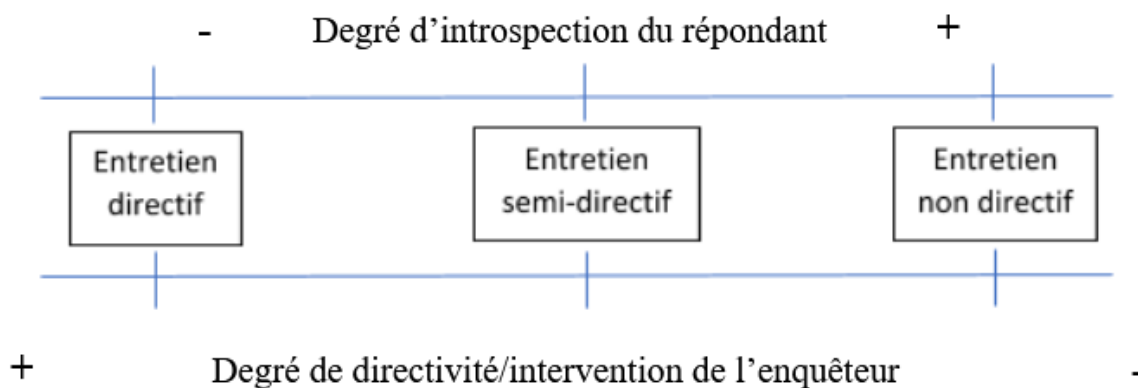 - Degré d’introspection du répondant +
Entretien
directif
Entretien
semi-directif
Entretien
non directif
+ Degré de directivité/intervention de l’enquêteur -